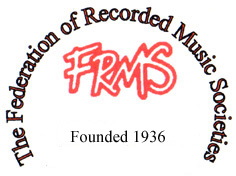 The Federation of Recorded Music Societies
FRMS
Founded 1936